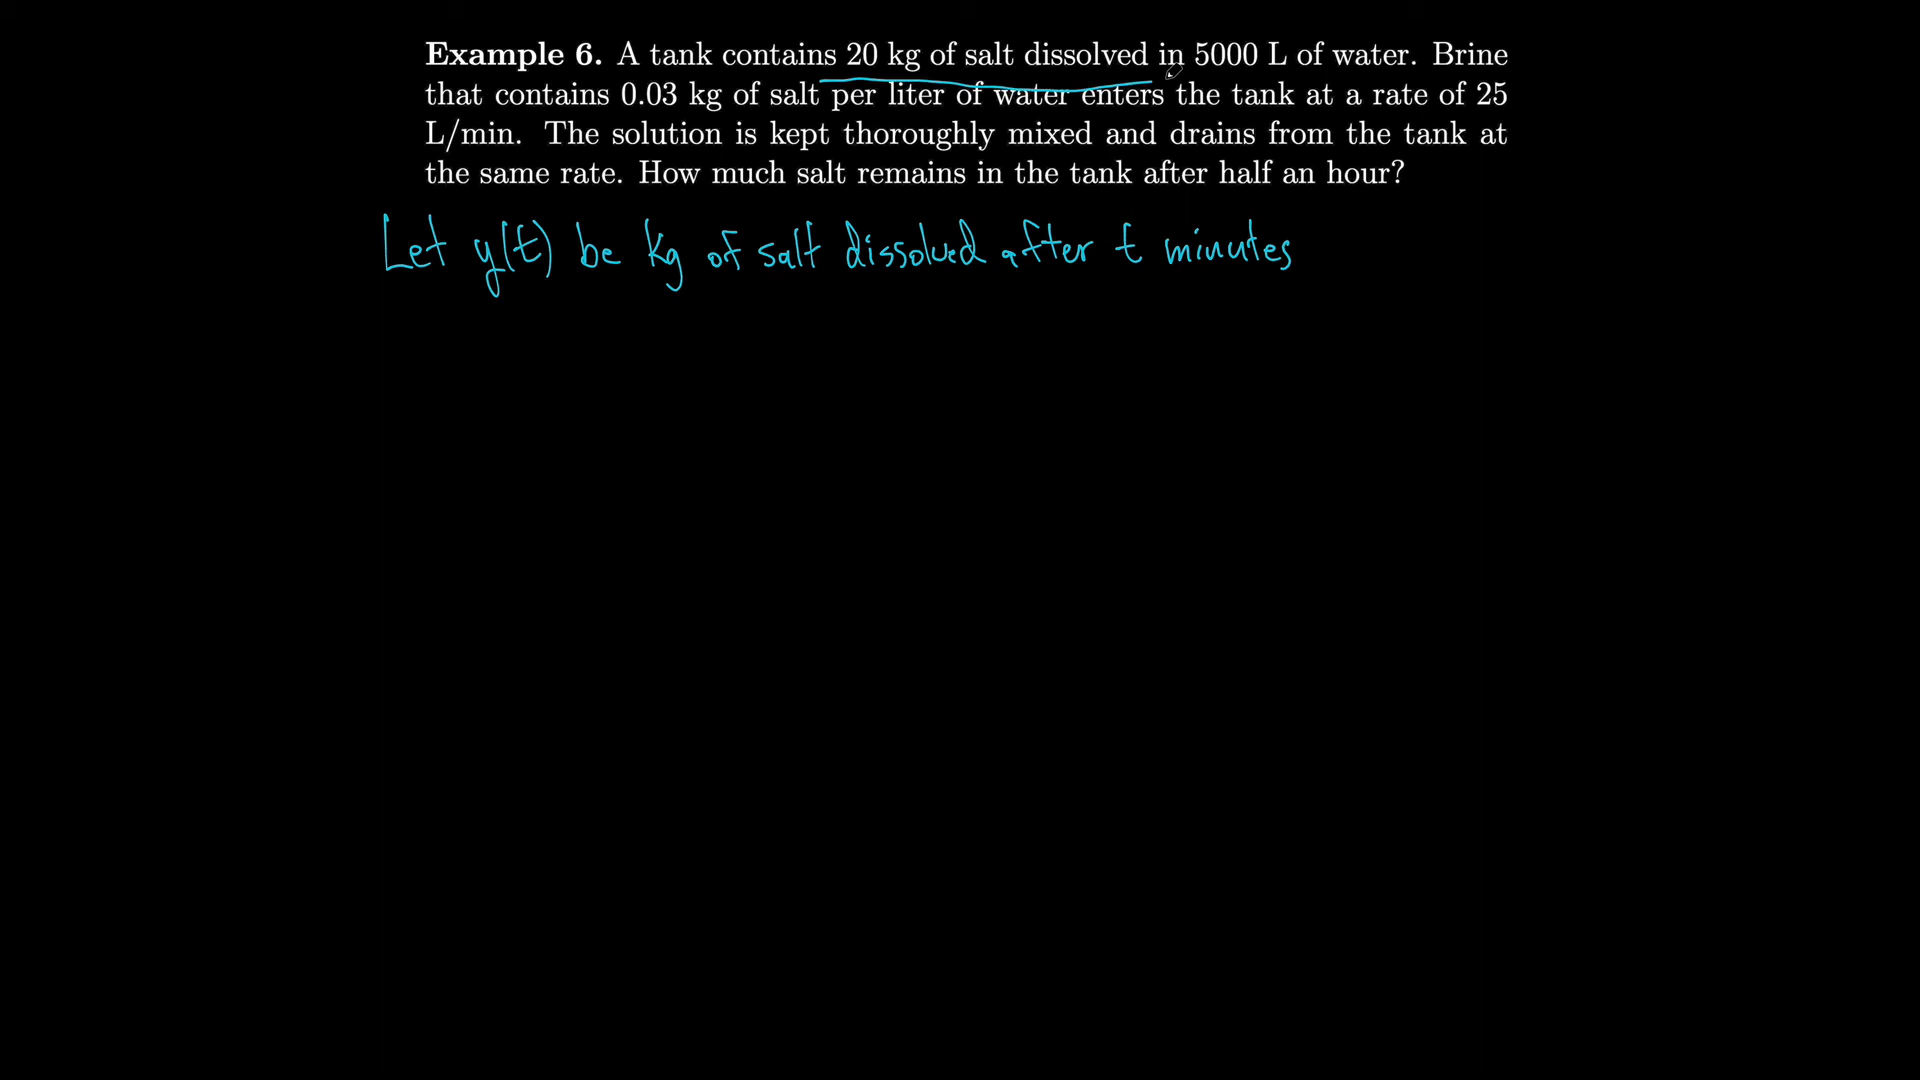 Example 6. A tank contains 20 kg of salt dissolved in 5000 L of water. Brine
that contains 0.03 kg of salt per liter of water enters the tank at a rate of 25
L/min. The solution is kept thoroughly mixed and drains from the tank at
the same rate. How much salt remains in the tank after half an hour?
Let y(t) be kg of salt dissolved after t minutes